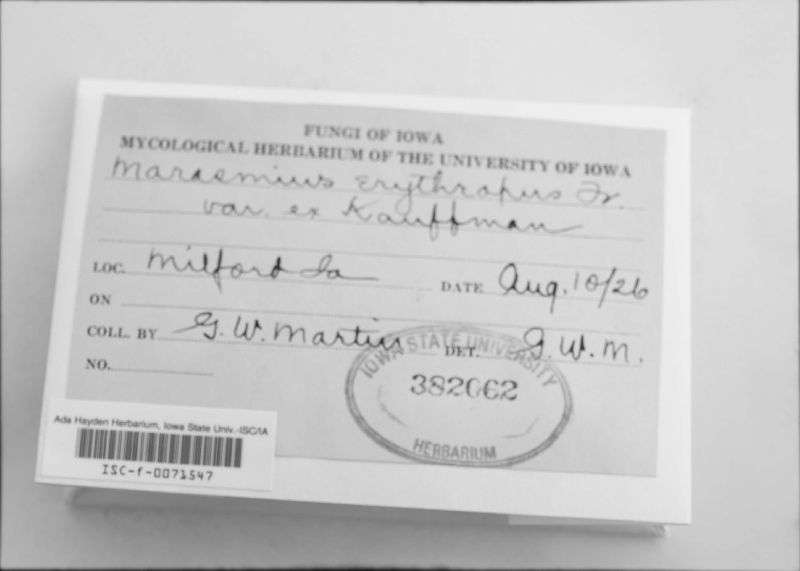 FUNGI OF IOWA
MYCOLOGICAL HERBARIUM OF THE UNIVERSITY OF IOWA
Marasmius erythropus Fr.
var. ex Kauffman
LOC. Milford Ia DATE Aug. 10/26
ON
COLL. BY G. W. Martin DET. G. W. M.
NO.
IOWA STATE UNIVERSITY
382062
HERBARIUM
Ada Hayden Herbarium, Iowa State Univ.-ISC/IA
ISC-f-0071547